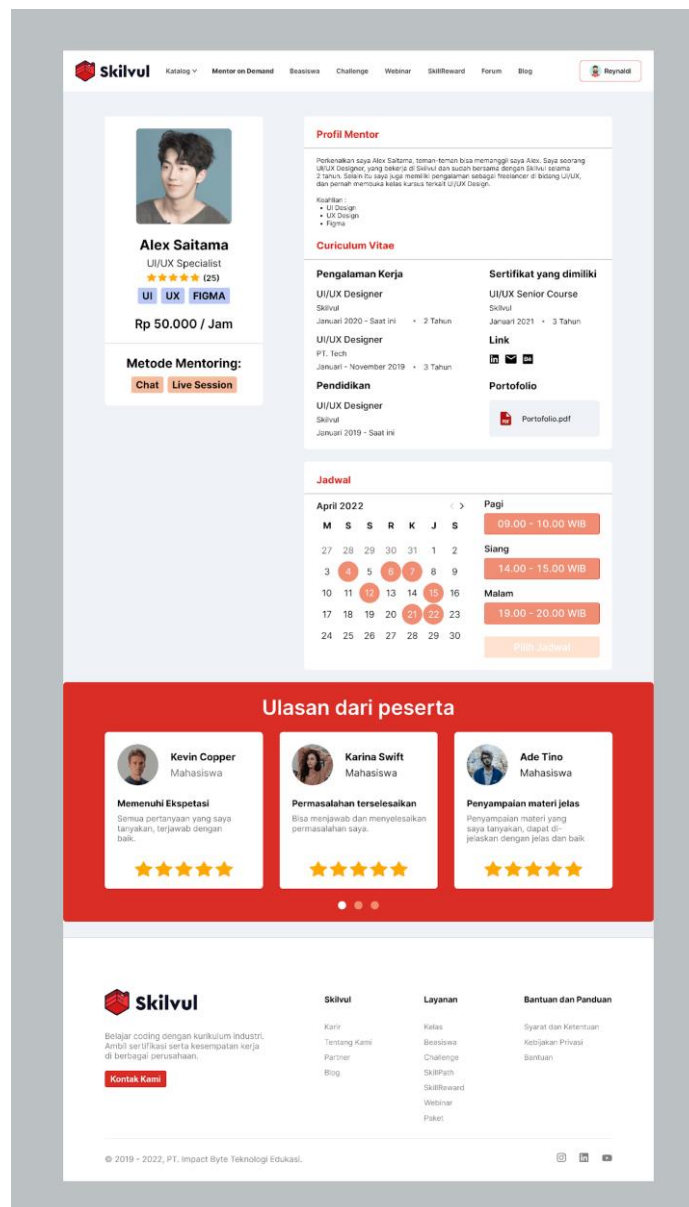 Skilvul Katalog Mentor on Demand Beasiswa Challenge Webinar SkillReward Forum Blog Reynaldi
Alex Saitama
UI/UX Specialist
(25)
UI UX FIGMA
Rp 50.000 / Jam
Metode Mentoring:
Chat Live Session
Profil Mentor
Perkenalkan saya Alex Saitama, teman-teman bisa memanggil saya Alex. Saya seorang
UI/UX Designer, yang bekerja di Skilvul dan sudah bersama dengan Skilvul selama
2 tahun. Selain itu saya juga memiliki pengalaman sebagai freelancer di bidang UI/UX,
dan pernah membuka kelas kursus terkait UI/UX Design.
Keahlian :
• UI Design
• UX Design
• Figma
Curiculum Vitae
Pengalaman Kerja
UI/UX Designer
Skilvul
Januari 2020 - Saat ini • 2 Tahun
UI/UX Designer
PT. Tech
Januari - November 2019 • 3 Tahun
Pendidikan
UI/UX Designer
Skilvul
Januari 2019 - Saat ini
Sertifikat yang dimiliki
UI/UX Senior Course
Skilvul
Januari 2021 • 3 Tahun
Link
Portofolio
Portofolio.pdf
Jadwal
April 2022
M S S R K J S
27 28 29 30 31 1 2
3 4 5 6 7 8 9
10 11 12 13 14 15 16
17 18 19 20 21 22 23
24 25 26 27 28 29 30
Pagi
09.00 - 10.00 WIB
Siang
14.00 - 15.00 WIB
Malam
19.00 - 20.00 WIB
Pilih Jadwal
Ulasan dari peserta
Kevin Copper
Mahasiswa
Memenuhi Ekspetasi
Semua pertanyaan yang saya
tanyakan, terjawab dengan
baik.
Karina Swift
Mahasiswa
Permasalahan terselesaikan
Bisa menjawab dan menyelesaikan
permasalahan saya.
Ade Tino
Mahasiswa
Penyampaian materi jelas
Penyampaian materi yang
saya tanyakan, dapat di-
jelaskan dengan jelas dan baik
Skilvul
Belajar coding dengan kurikulum industri.
Ambil sertifikasi serta kesempatan kerja
di berbagai perusahaan.
Kontak Kami
Skilvul
Karir
Tentang Kami
Partner
Blog
Layanan
Kelas
Beasiswa
Challenge
SkillPath
SkillReward
Webinar
Paket
Bantuan dan Panduan
Syarat dan Ketentuan
Kebijakan Privasi
Bantuan
© 2019 - 2022, PT. Impact Byte Teknologi Edukasi.